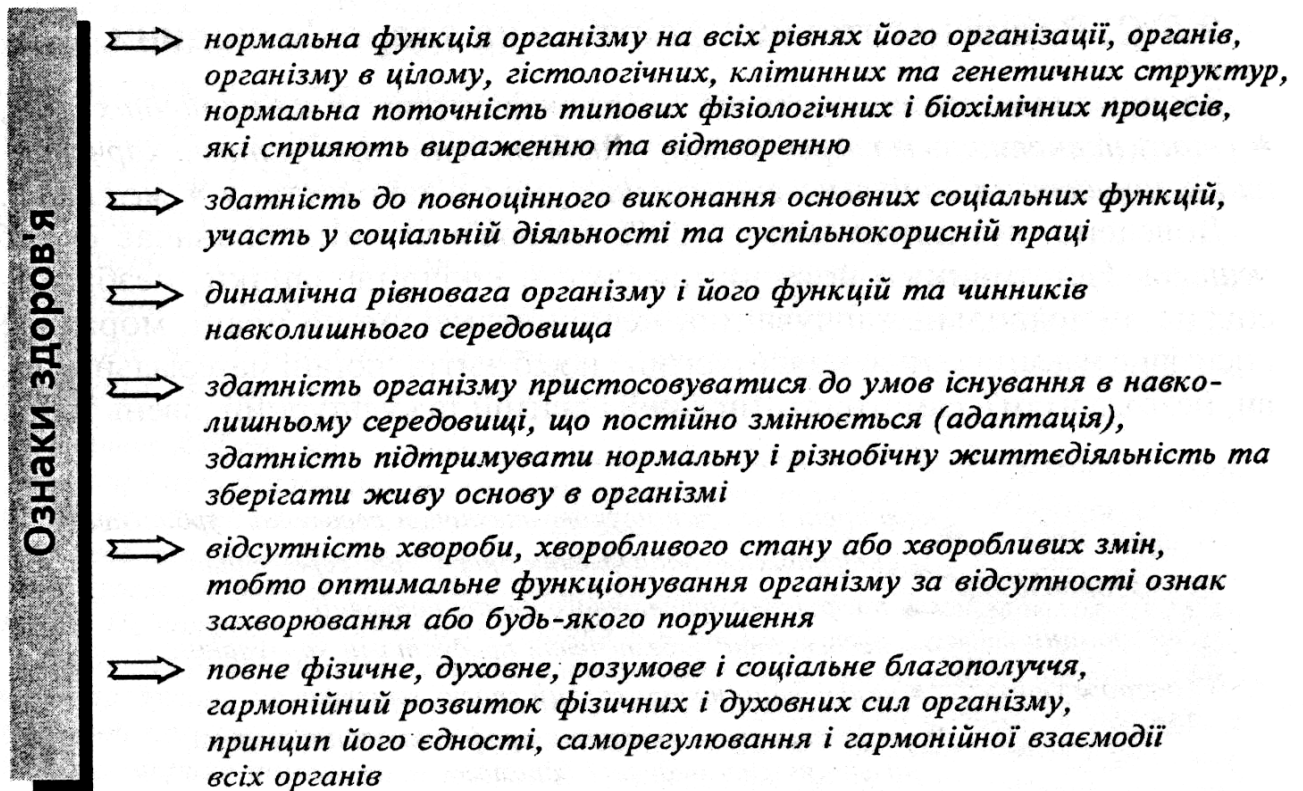 Ознаки здоров'я
нормальна функція організму на всіх рівнях його організації, органів,
організму в цілому, гістологічних, клітинних та генетичних структур,
нормальна поточність типових фізіологічних і біохімічних процесів,
які сприяють вираженню та відтворенню
здатність до повноцінного виконання основних соціальних функцій,
участь у соціальній діяльності та суспільнокорисній праці
динамічна рівновага організму і його функцій та чинників
навколишнього середовища
здатність організму пристосовуватися до умов існування в навко-
лишньому середовищі, що постійно змінюється (адаптація),
здатність підтримувати нормальну і різнобічну життєдіяльність та
зберігати живу основу в організмі
відсутність хвороби, хворобливого стану або хворобливих змін,
тобто оптимальне функціонування організму за відсутності ознак
захворювання або будь-якого порушення
повне фізичне, духовне, розумове і соціальне благополуччя,
гармонійний розвиток фізичних і духовних сил організму,
принцип його єдності, саморегулювання і гармонійної взаємодії
всіх органів